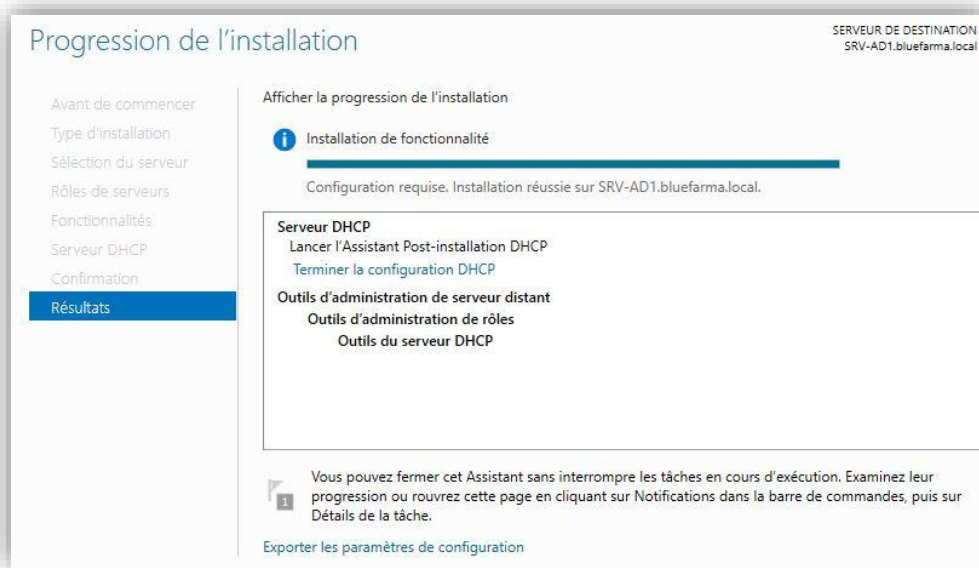 Progression de l'installation
SERVEUR DE DESTINATION
SRV-AD1.bluefarma.local
Avant de commencer
Type d'installation
Sélection du serveur
Rôles de serveurs
Fonctionnalités
Serveur DHCP
Confirmation
Résultats
Afficher la progression de l'installation
Installation de fonctionnalité
Configuration requise. Installation réussie sur SRV-AD1.bluefarma.local.
Serveur DHCP
Lancer l'Assistant Post-installation DHCP
Terminer la configuration DHCP
Outils d'administration de serveur distant
Outils d'administration de rôles
Outils du serveur DHCP
1
Vous pouvez fermer cet Assistant sans interrompre les tâches en cours d'exécution. Examinez leur
progression ou rouvrez cette page en cliquant sur Notifications dans la barre de commandes, puis sur
Détails de la tâche.
Exporter les paramètres de configuration